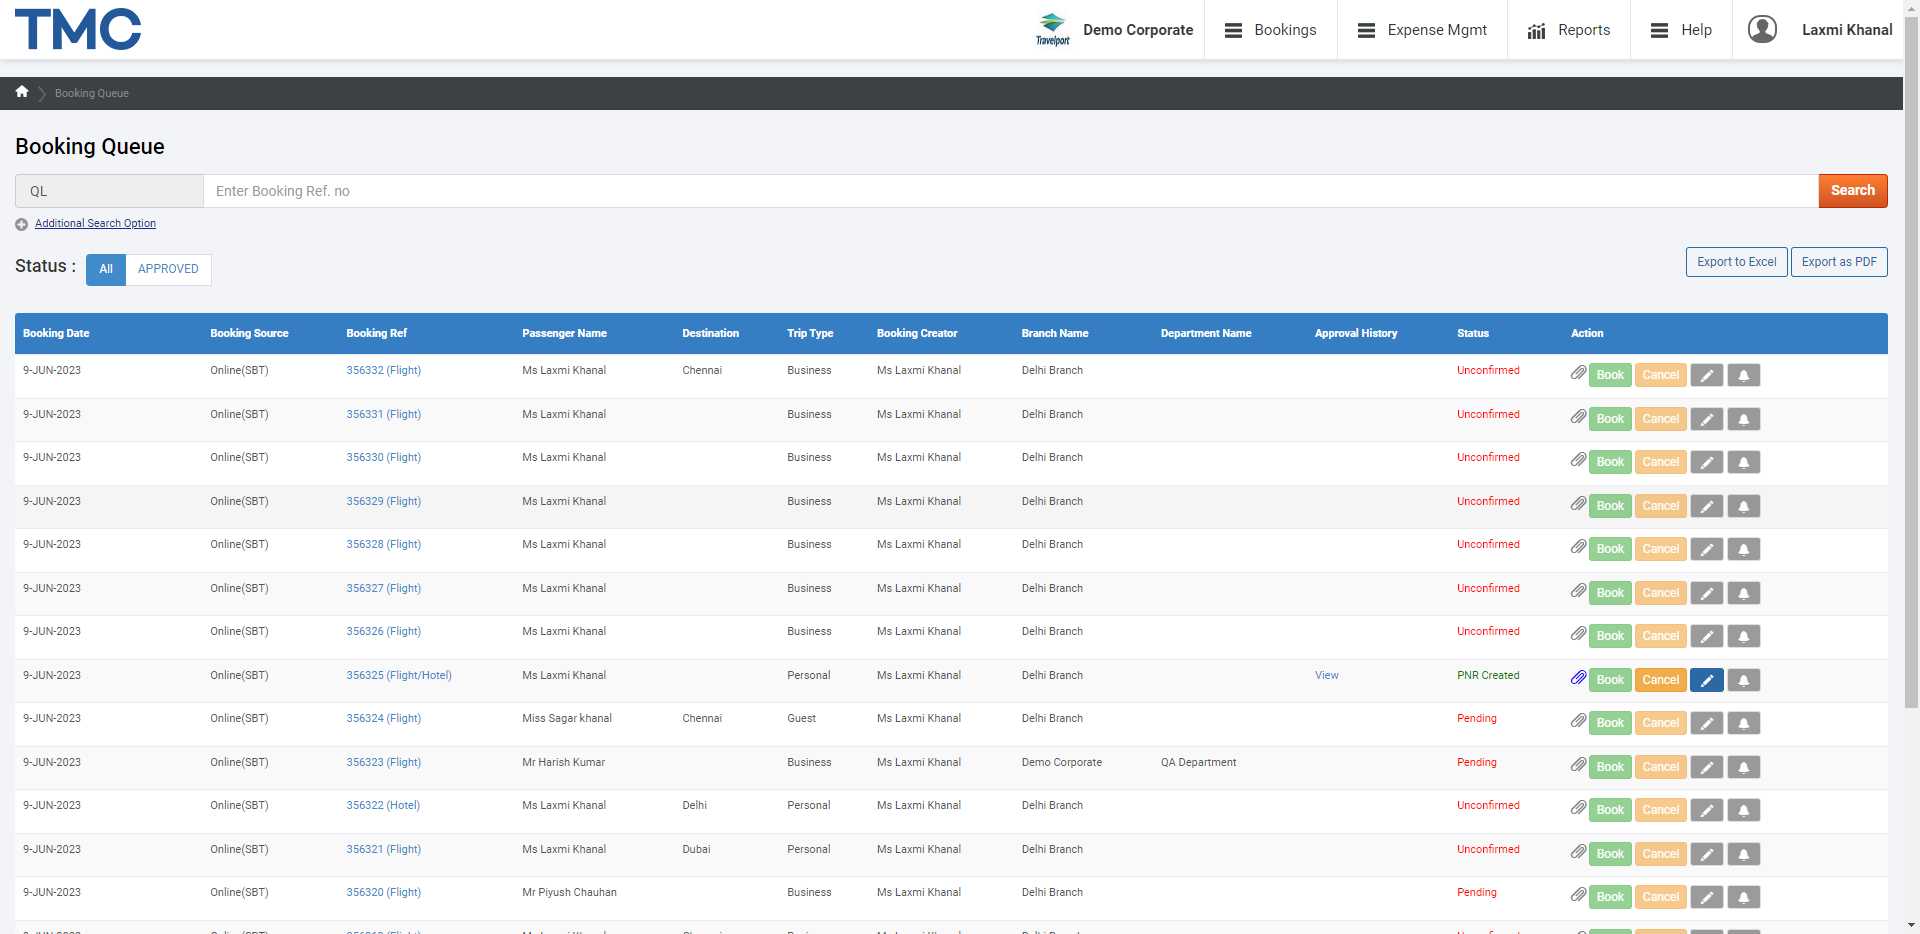 TMC
Travelport Demo Corporate Bookings Expense Mgmt Reports Help Laxmi Khanal
Booking Queue
Booking Queue
QL Enter Booking Ref. no Search
Additional Search Option
Status : All APPROVED Export to Excel Export as PDF
Booking Date Booking Source Booking Ref Passenger Name Destination Trip Type Booking Creator Branch Name Department Name Approval History Status Action
9-JUN-2023 Online(SBT) 356332 (Flight) Ms Laxmi Khanal Chennai Business Ms Laxmi Khanal Delhi Branch Unconfirmed Book Cancel
9-JUN-2023 Online(SBT) 356331 (Flight) Ms Laxmi Khanal Business Ms Laxmi Khanal Delhi Branch Unconfirmed Book Cancel
9-JUN-2023 Online(SBT) 356330 (Flight) Ms Laxmi Khanal Business Ms Laxmi Khanal Delhi Branch Unconfirmed Book Cancel
9-JUN-2023 Online(SBT) 356329 (Flight) Ms Laxmi Khanal Business Ms Laxmi Khanal Delhi Branch Unconfirmed Book Cancel
9-JUN-2023 Online(SBT) 356328 (Flight) Ms Laxmi Khanal Business Ms Laxmi Khanal Delhi Branch Unconfirmed Book Cancel
9-JUN-2023 Online(SBT) 356327 (Flight) Ms Laxmi Khanal Business Ms Laxmi Khanal Delhi Branch Unconfirmed Book Cancel
9-JUN-2023 Online(SBT) 356326 (Flight) Ms Laxmi Khanal Business Ms Laxmi Khanal Delhi Branch Unconfirmed Book Cancel
9-JUN-2023 Online(SBT) 356325 (Flight/Hotel) Ms Laxmi Khanal Personal Ms Laxmi Khanal Delhi Branch View PNR Created Book Cancel
9-JUN-2023 Online(SBT) 356324 (Flight) Miss Sagar khanal Chennai Guest Ms Laxmi Khanal Delhi Branch Pending Book Cancel
9-JUN-2023 Online(SBT) 356323 (Flight) Mr Harish Kumar Business Ms Laxmi Khanal Demo Corporate QA Department Pending Book Cancel
9-JUN-2023 Online(SBT) 356322 (Hotel) Ms Laxmi Khanal Delhi Personal Ms Laxmi Khanal Delhi Branch Unconfirmed Book Cancel
9-JUN-2023 Online(SBT) 356321 (Flight) Ms Laxmi Khanal Dubai Personal Ms Laxmi Khanal Delhi Branch Unconfirmed Book Cancel
9-JUN-2023 Online(SBT) 356320 (Flight) Mr Piyush Chauhan Business Ms Laxmi Khanal Delhi Branch Pending Book Cancel